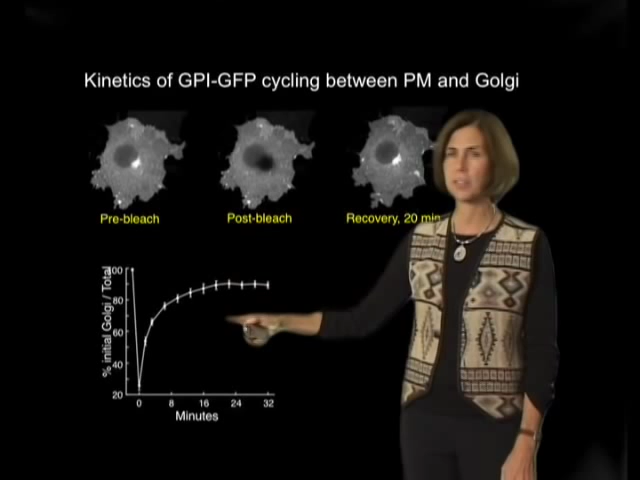 Kinetics of GPI-GFP cycling between PM and Golgi
Pre-bleach
Post-bleach
Recovery, 20 min
% initial Golgi / Total
100
80
60
40
20
0
8
16
24
32
Minutes